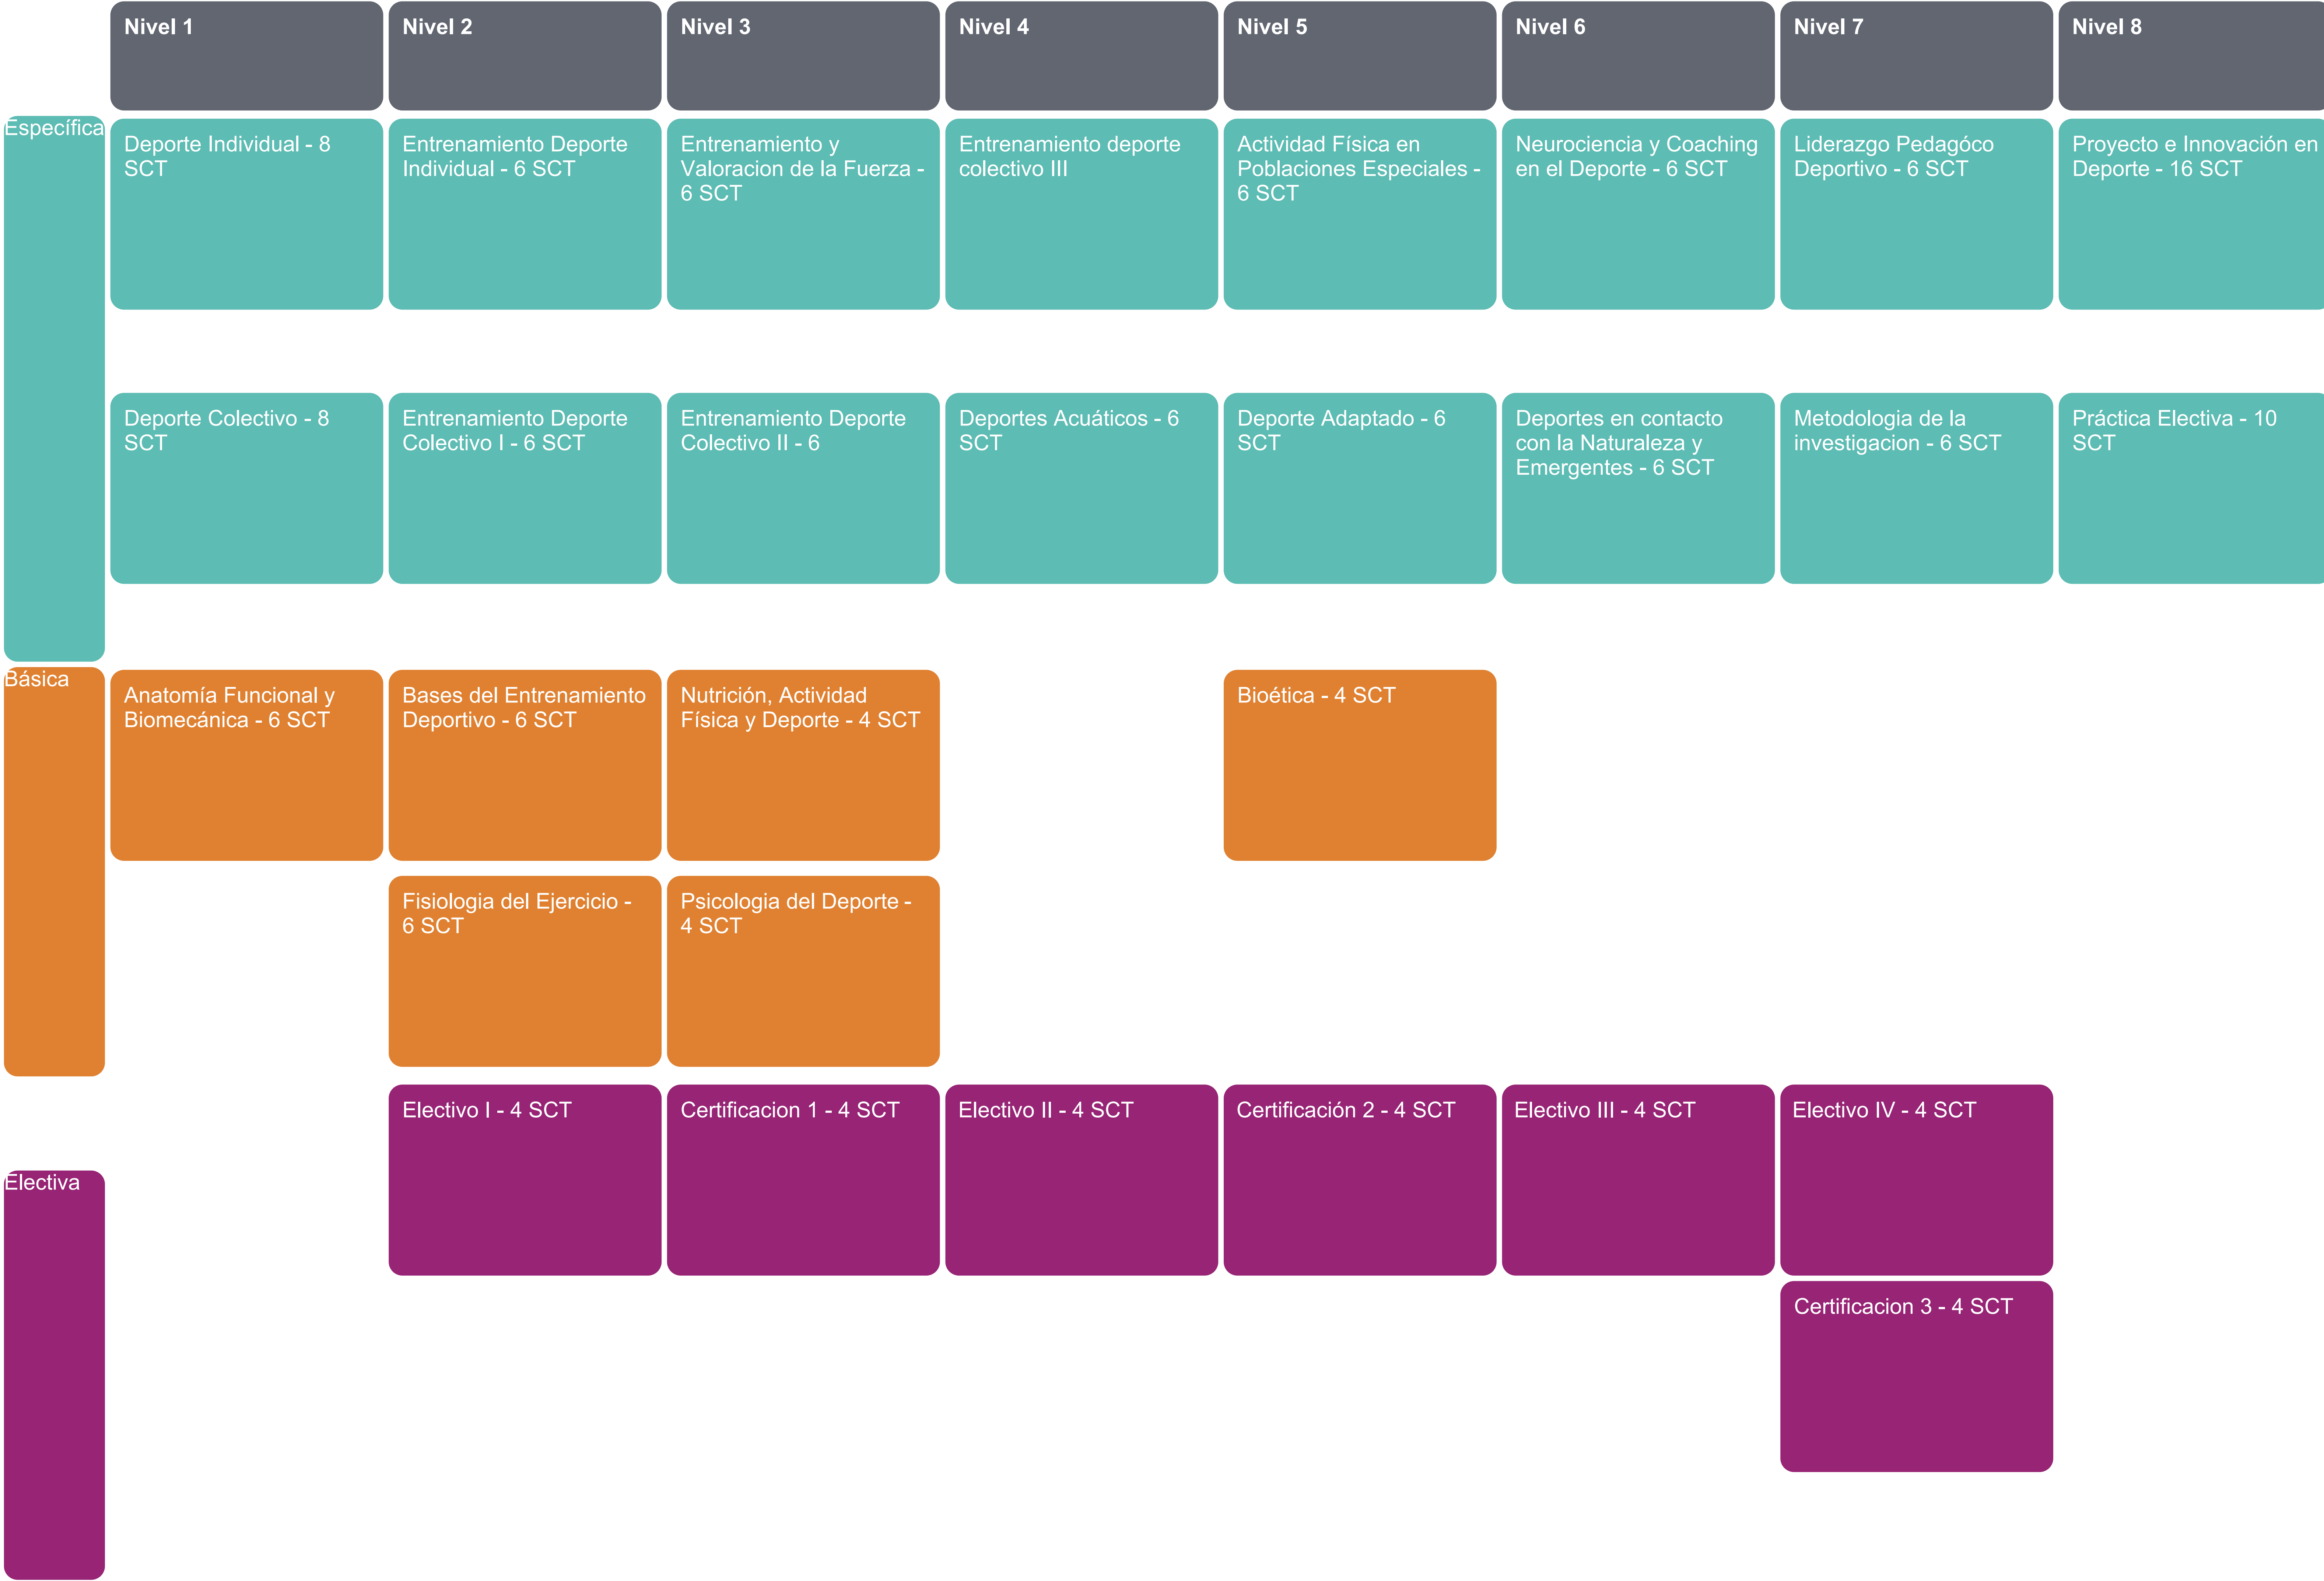 Nivel 1
Nivel 2
Nivel 3
Nivel 4
Nivel 5
Nivel 6
Nivel 7
Nivel 8
Específica
Deporte Individual - 8
SCT
Entrenamiento Deporte
Individual - 6 SCT
Entrenamiento y
Valoracion de la Fuerza -
6 SCT
Entrenamiento deporte
colectivo III
Actividad Física en
Poblaciones Especiales -
6 SCT
Neurociencia y Coaching
en el Deporte - 6 SCT
Liderazgo Pedagóco
Deportivo - 6 SCT
Proyecto e Innovación en
Deporte - 16 SCT
Deporte Colectivo - 8
SCT
Entrenamiento Deporte
Colectivo I - 6 SCT
Entrenamiento Deporte
Colectivo II - 6
Deportes Acuáticos - 6
SCT
Deporte Adaptado - 6
SCT
Deportes en contacto
con la Naturaleza y
Emergentes - 6 SCT
Metodologia de la
investigacion - 6 SCT
Práctica Electiva - 10
SCT
Básica
Anatomía Funcional y
Biomecánica - 6 SCT
Bases del Entrenamiento
Deportivo - 6 SCT
Nutrición, Actividad
Física y Deporte - 4 SCT
Bioética - 4 SCT
Fisiologia del Ejercicio -
6 SCT
Psicologia del Deporte -
4 SCT
Electiva
Electivo I - 4 SCT
Certificacion 1 - 4 SCT
Electivo II - 4 SCT
Certificación 2 - 4 SCT
Electivo III - 4 SCT
Electivo IV - 4 SCT
Certificacion 3 - 4 SCT